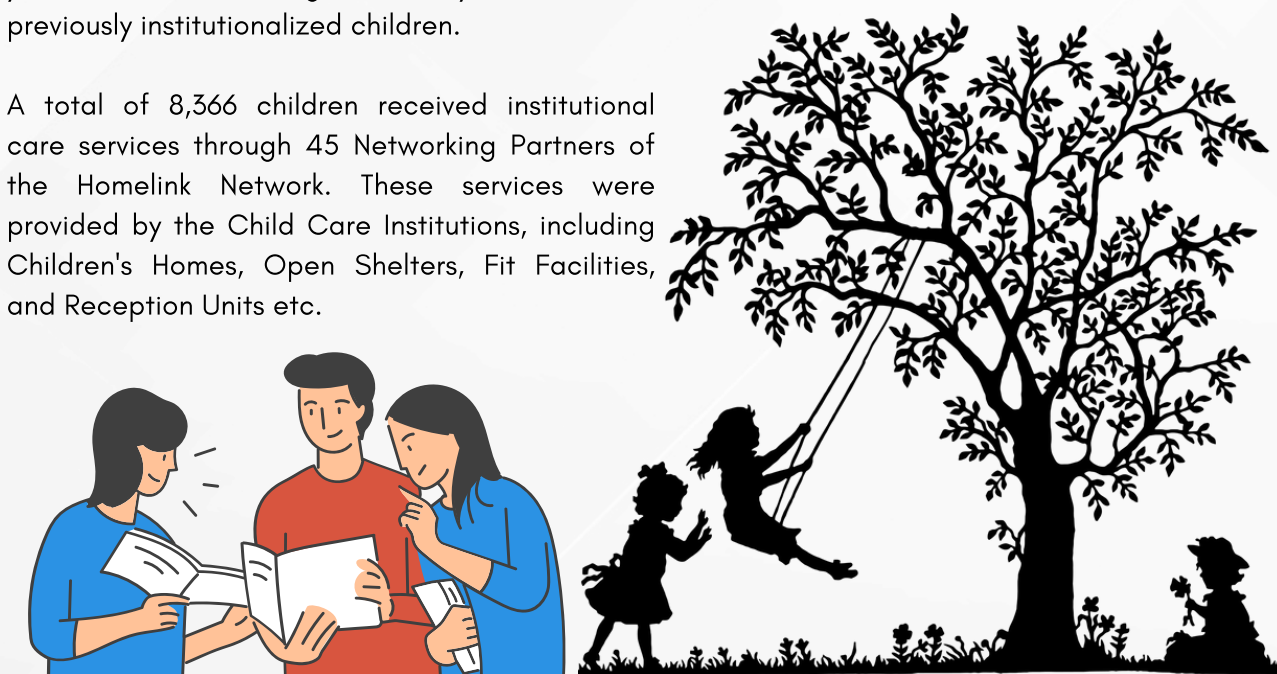 previously institutionalized children.
A total of 8,366 children received institutional
care services through 45 Networking Partners of
the Homelink Network. These services were
provided by the Child Care Institutions, including
Children's Homes, Open Shelters, Fit Facilities,
and Reception Units etc.